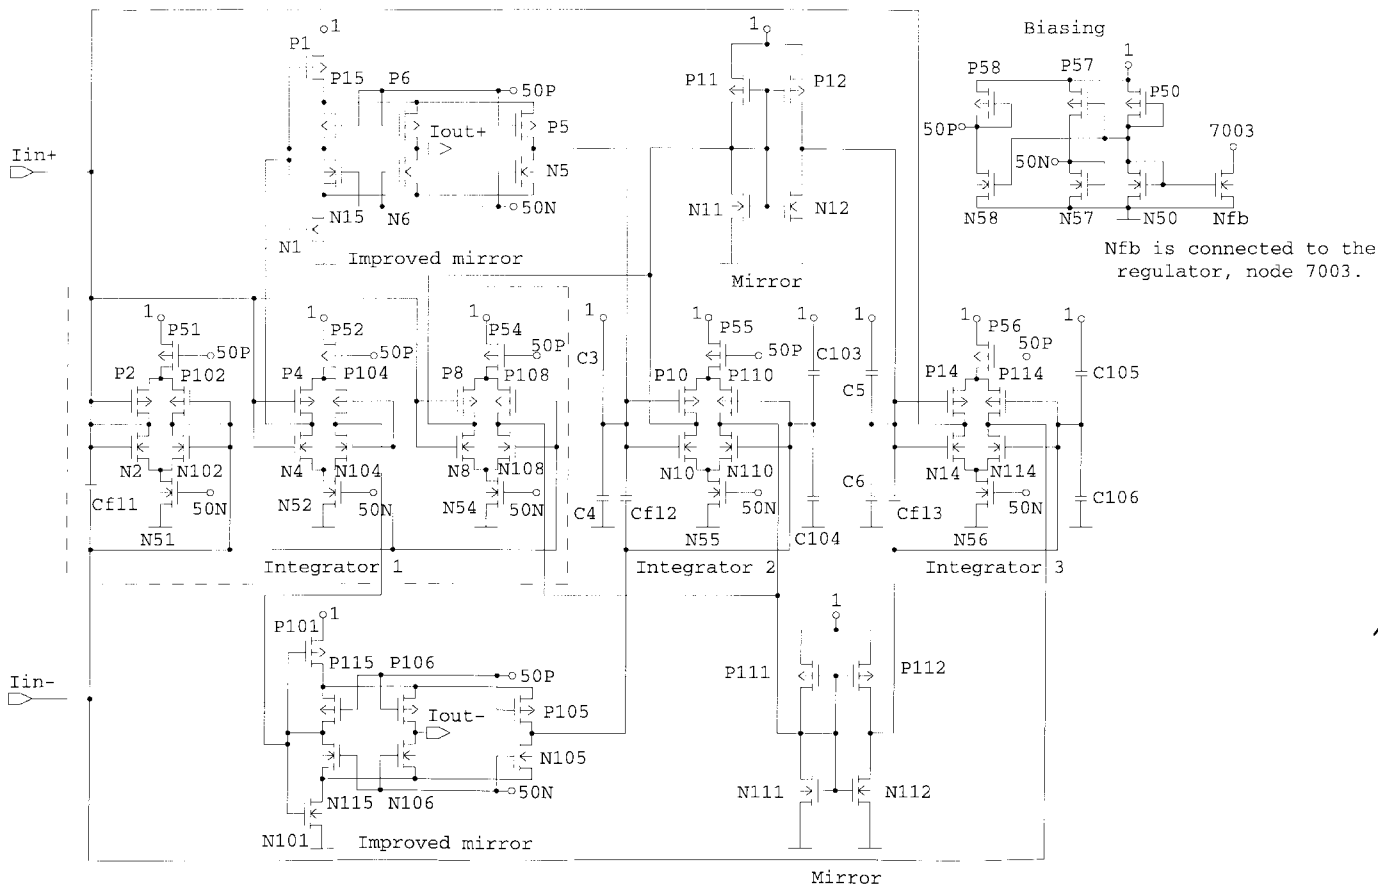 Biasing
1
P1
1
P11
P12
P58
P57
1
P50
P15
P6
50P
Iout+
P5
7003
50P
Iin+
50N
N5
N15
N6
50N
N11
N12
N58
N57
N50
Nfb
N1
Improved mirror
Mirror
Nfb is connected to the
regulator, node 7003.
1
P51
50P
1
P52
50P
1
P54
50P
1
C3
1
P55
50P
1
C103
1
C5
1
P56
50P
1
C105
P2
P102
P4
P104
P8
P108
P10
P110
P14
P114
N2
N102
N4
N104
N8
N108
N10
N110
N14
N114
Cf11
50N
N51
N52
50N
N54
50N
C4
Cf12
50N
N55
C104
C6
Cf13
50N
N56
C106
Integrator 1
Integrator 2
Integrator 3
1
P101
1
P115
P106
50P
P111
P112
Iin-
Iout-
P105
N105
50N
N115
N106
N111
N112
N101
Improved mirror
Mirror